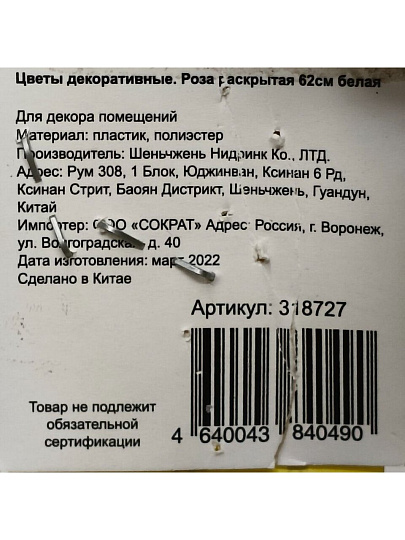 Цветы декоративные. Роза раскрытая 62см белая
Для декора помещений
Материал: пластик, полиэстер
Производитель: Шеньчжень Нидринк Ко., ЛТД.
Адрес: Рум 308, 1 Блок, Юджинван, Ксинан 6 Рд,
Ксинан Стрит, Баоян Дистрикт, Шеньчжень, Гуандун,
Китай
Импортер: ООО «СОКРАТ» Адрес: Россия, г. Воронеж,
ул. Волгоградская д. 40
Дата изготовления: март 2022
Сделано в Китае
Артикул: 318727
Товар не подлежит
обязательной
сертификации
4 640043 840490